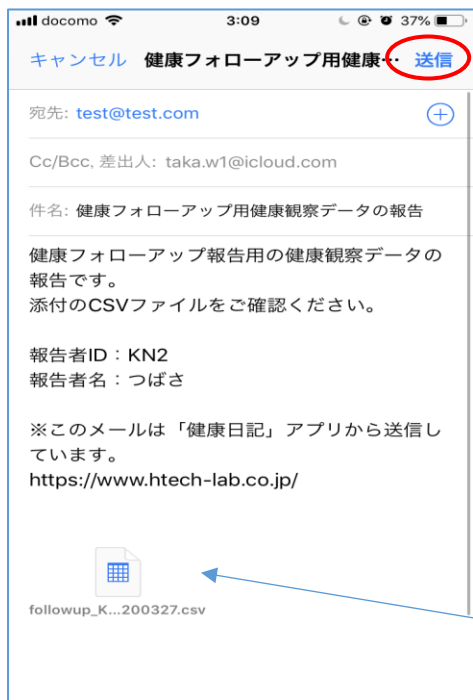 docomo 3:09 37%
キャンセル 健康フォローアップ用健康… 送信
宛先: test@test.com
Cc/Bcc, 差出人: taka.w1@icloud.com
件名: 健康フォローアップ用健康観察データの報告
健康フォローアップ報告用の健康観察データの
報告です。
添付のCSVファイルをご確認ください。
報告者ID：KN2
報告者名：つばさ
※このメールは「健康日記」アプリから送信し
ています。
https://www.htech-lab.co.jp/
followup_K...200327.csv